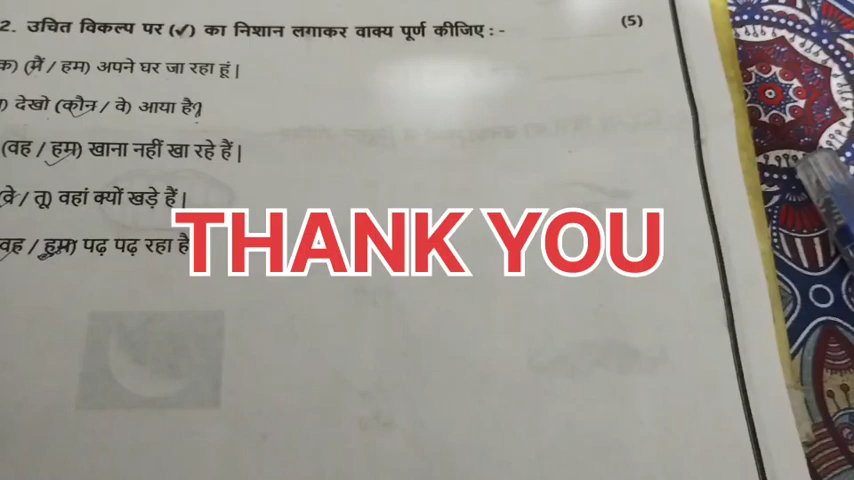 2. उचित विकल्प पर (✓) का निशान लगाकर वाक्य पूर्ण कीजिए :- (5)
क) (मैं / हम) अपने घर जा रहा हूं |
) देखो (कौन / वे) आया है?
(वह / हम) खाना नहीं खा रहे हैं |
(वे / तू) वहां क्यों खड़े हैं |
वह / हम) पढ़ पढ़ रहा है
THANK YOU